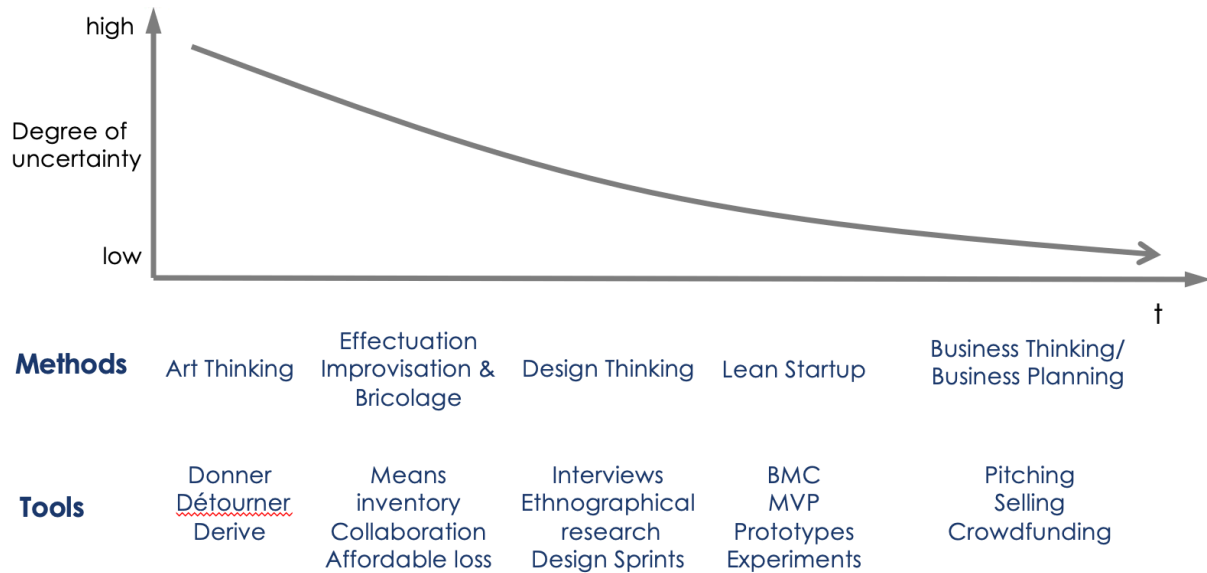 high
Degree of
uncertainty
low
t
Methods
Art Thinking
Effectuation
Improvisation &
Bricolage
Design Thinking
Lean Startup
Business Thinking/
Business Planning
Tools
Donner
Détourner
Derive
Means
inventory
Collaboration
Affordable loss
Interviews
Ethnographical
research
Design Sprints
BMC
MVP
Prototypes
Experiments
Pitching
Selling
Crowdfunding